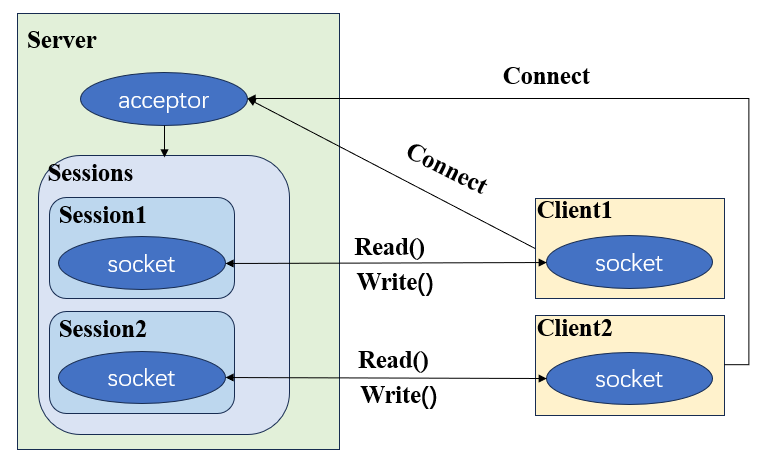 Server
Connect
acceptor
Connect
Sessions
Session1
socket
Read()
Write()
Client1
socket
Session2
socket
Read()
Write()
Client2
socket